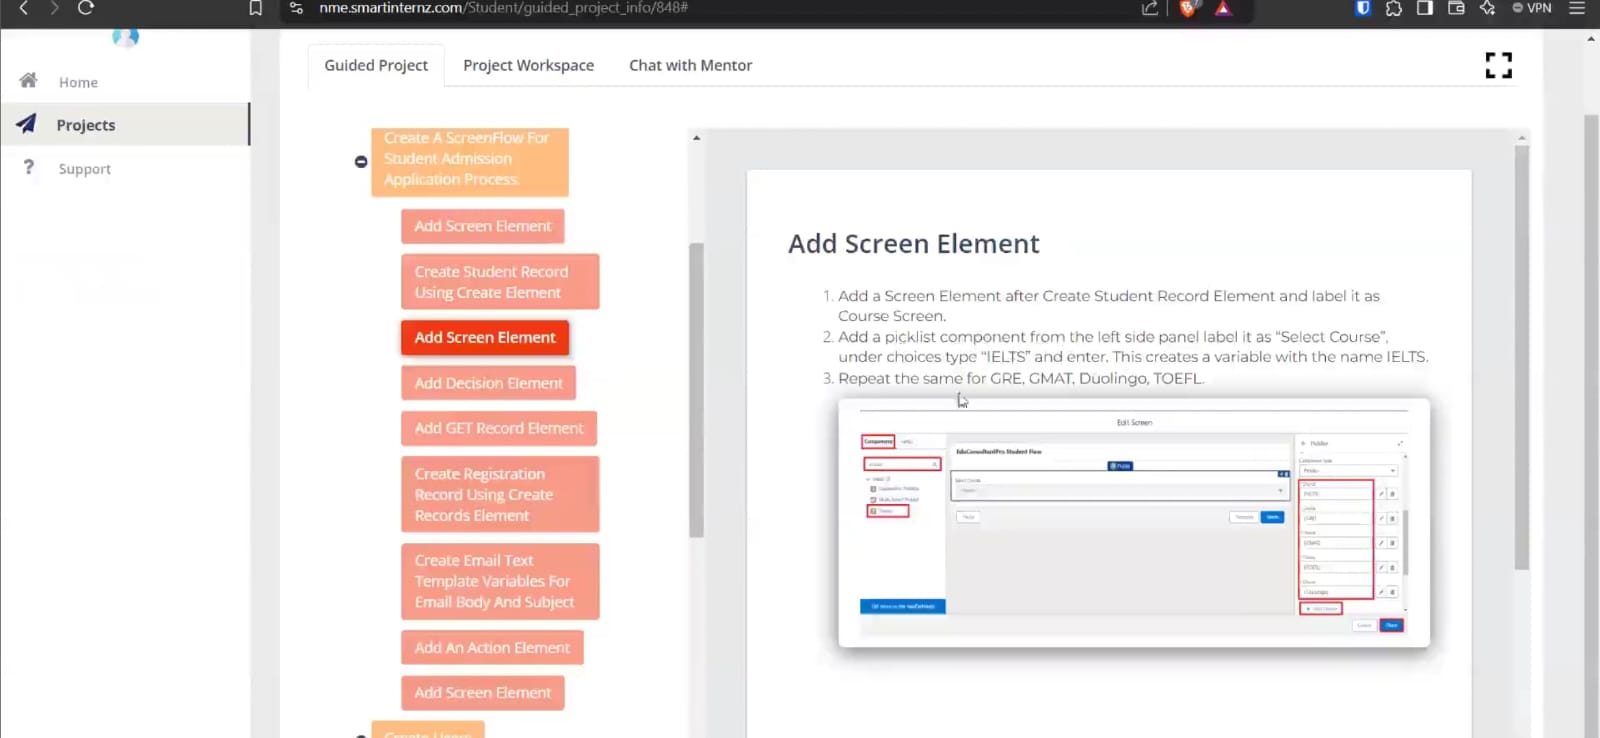 nme.smartinternz.com/Student/guided_project_info/848#
VPN
Home
Projects
Support
Guided Project
Project Workspace
Chat with Mentor
Create A ScreenFlow For
Student Admission
Application Process.
Add Screen Element
Create Student Record
Using Create Element
Add Screen Element
Add Decision Element
Add GET Record Element
Create Registration
Record Using Create
Records Element
Create Email Text
Template Variables For
Email Body And Subject
Add An Action Element
Add Screen Element
Create Users
Add Screen Element
1. Add a Screen Element after Create Student Record Element and label it as
Course Screen.
2. Add a picklist component from the left side panel label it as “Select Course”,
under choices type “IELTS” and enter. This creates a variable with the name IELTS.
3. Repeat the same for GRE, GMAT, Duolingo, TOEFL.
Edit Screen
Components
EduConsultantPro Student Flow
Picklist